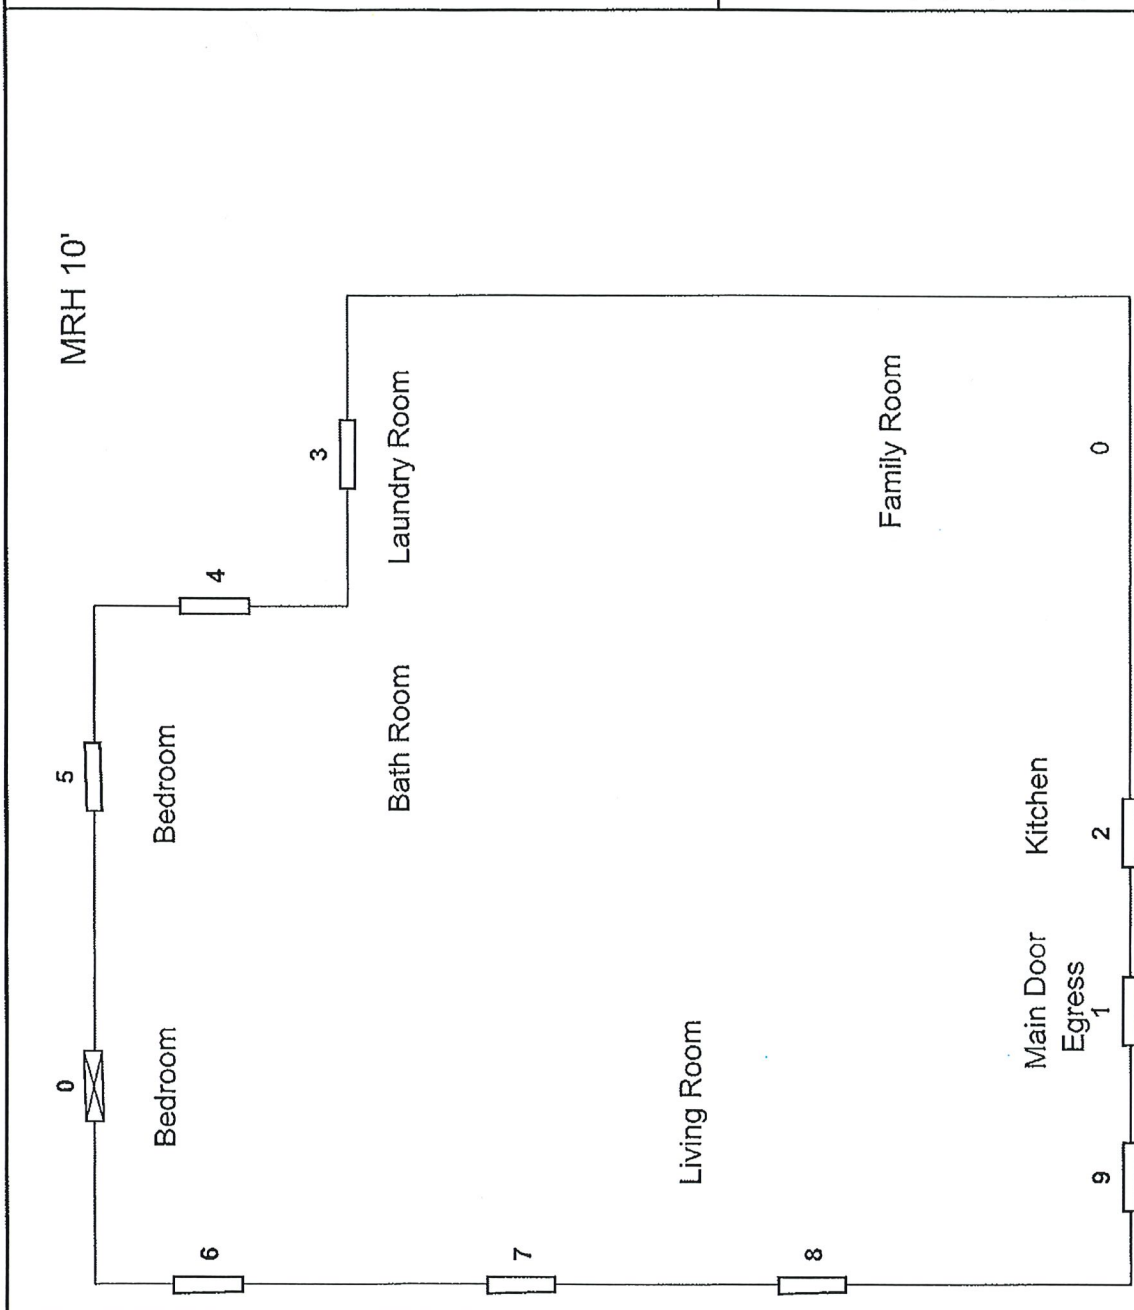 MRH 10'
3
Laundry Room
4
5
Bedroom
Bath Room
0
Bedroom
Family Room
0
Kitchen
2
Main Door
Egress
1
Living Room
6
7
8
9